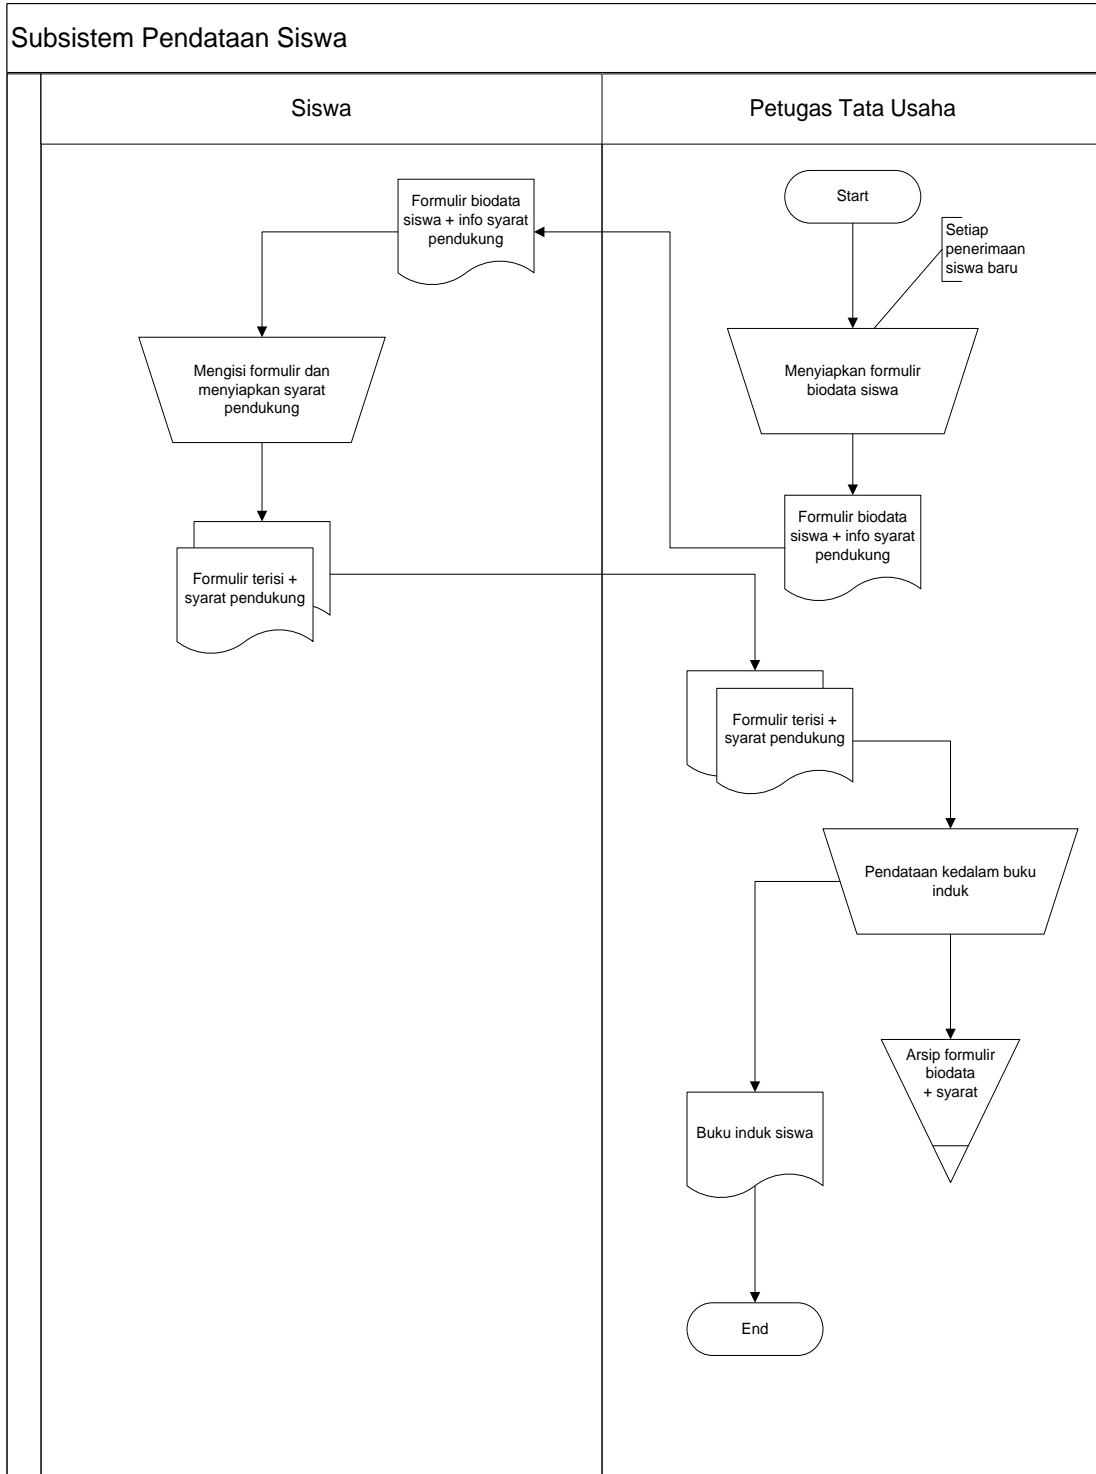 Subsistem Pendataan Siswa
Siswa
Petugas Tata Usaha
Start
Setiap
penerimaan
siswa baru
Menyiapkan formulir
biodata siswa
Formulir biodata
siswa + info syarat
pendukung
Formulir biodata
siswa + info syarat
pendukung
Mengisi formulir dan
menyiapkan syarat
pendukung
Formulir terisi +
syarat pendukung
Formulir terisi +
syarat pendukung
Pendataan kedalam buku
induk
Arsip formulir
biodata
+ syarat
Buku induk siswa
End